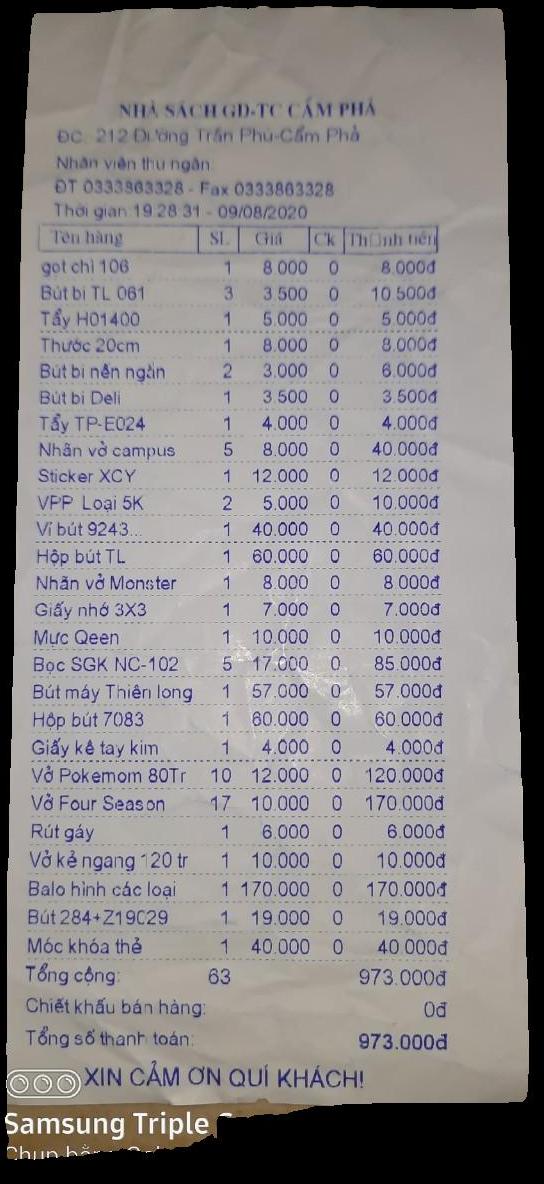 NHÀ SÁCH GD-TC CẨM PHẢ
ĐC: 212 Đường Trần Phú-Cẩm Phả
Nhân viên thu ngân:
ĐT 0333863328 - Fax 0333863328
Thời gian 19:28:31 - 09/08/2020
Tên hàng SL Giá Ck Th□nh tiền
gọt chì 106 1 8.000 0 8.000đ
Bút bi TL 061 3 3.500 0 10.500đ
Tẩy H01400 1 5.000 0 5.000đ
Thước 20cm 1 8.000 0 8.000đ
Bút bi nến ngắn 2 3.000 0 6.000đ
Bút bi Deli 1 3.500 0 3.500đ
Tẩy TP-E024 1 4.000 0 4.000đ
Nhãn vở campus 5 8.000 0 40.000đ
Sticker XCY 1 12.000 0 12.000đ
VPP Loại 5K 2 5.000 0 10.000đ
Ví bút 9243... 1 40.000 0 40.000đ
Hộp bút TL 1 60.000 0 60.000đ
Nhãn vở Monster 1 8.000 0 8.000đ
Giấy nhớ 3X3 1 7.000 0 7.000đ
Mực Qeen 1 10.000 0 10.000đ
Bọc SGK NC-102 5 17.000 0 85.000đ
Bút máy Thiên long 1 57.000 0 57.000đ
Hộp bút 7083 1 60.000 0 60.000đ
Giấy kê tay kim 1 4.000 0 4.000đ
Vở Pokemom 80Tr 10 12.000 0 120.000đ
Vở Four Season 17 10.000 0 170.000đ
Rút gáy 1 6.000 0 6.000đ
Vở kẻ ngang 120 tr 1 10.000 0 10.000đ
Balo hình các loại 1 170.000 0 170.000đ
Bút 284+Z19029 1 19.000 0 19.000đ
Móc khóa thẻ 1 40.000 0 40.000đ
Tổng cộng: 63 973.000đ
Chiết khấu bán hàng: 0đ
Tổng số thanh toán: 973.000đ
XIN CẢM ƠN QUÍ KHÁCH!
Samsung Triple
Chụp